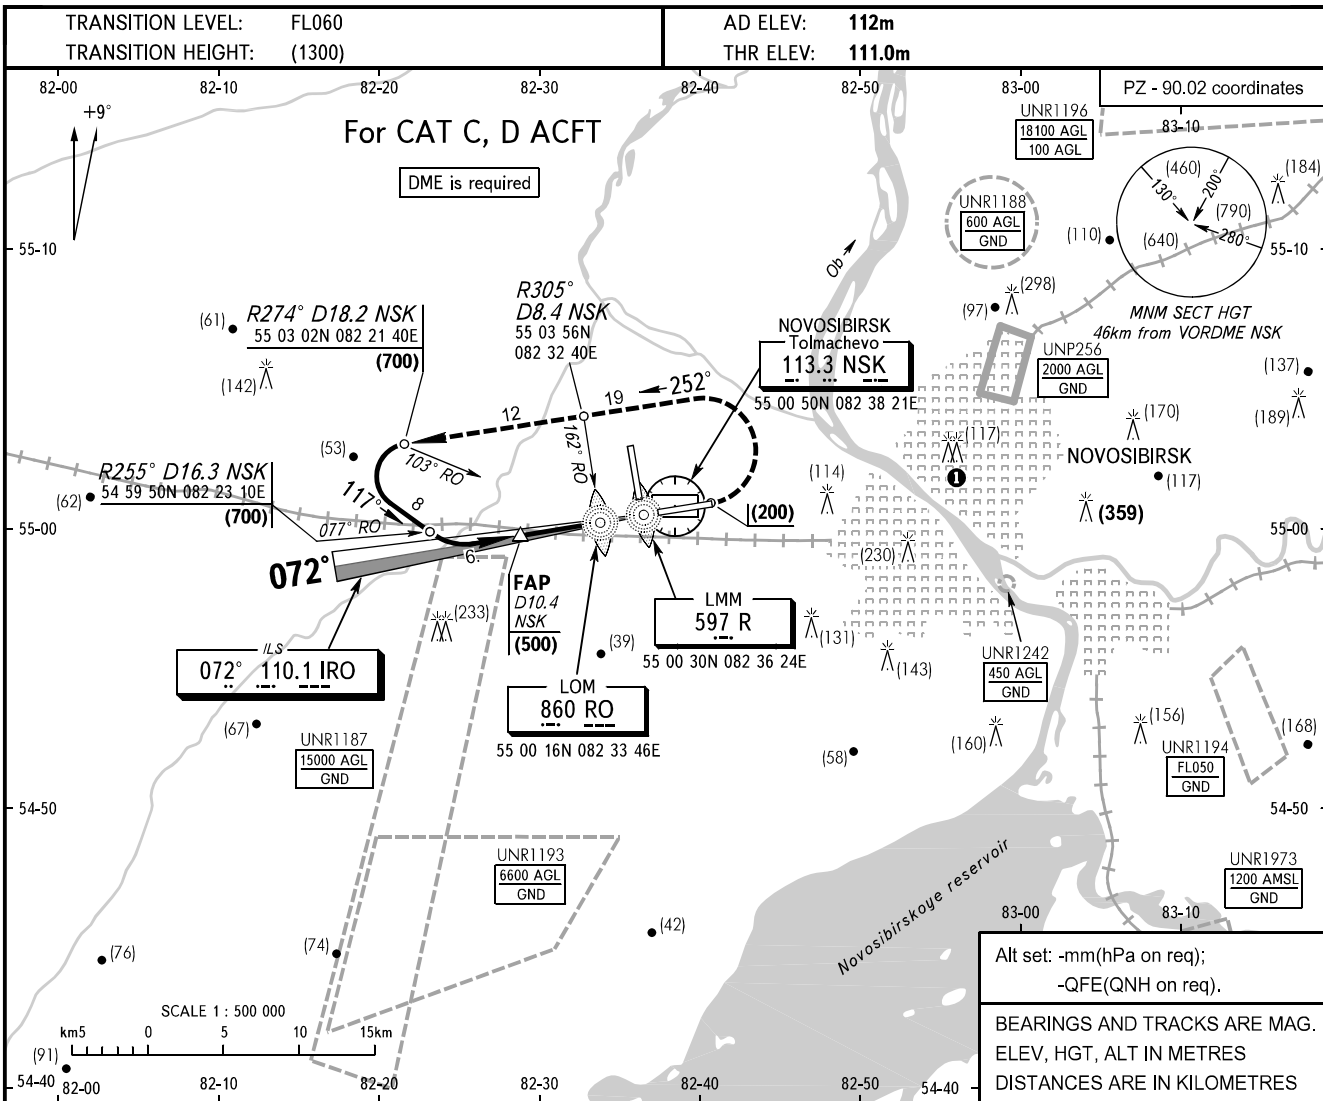 TRANSITION LEVEL: FL060
TRANSITION HEIGHT: (1300)
AD ELEV: 112m
THR ELEV: 111.0m
82-00 82-10 82-20 82-30 82-40 82-50 83-00
PZ - 90.02 coordinates
83-10
+9°
For CAT C, D ACFT
DME is required
UNR1196
18100 AGL
100 AGL
(184)
(460)
130°
200°
(790)
(640)
280°
UNR1188
600 AGL
GND
(110)
55-10
55-10
Ob
MNM SECT HGT
46km from VORDME NSK
(298)
(97)
R305°
D8.4 NSK
55 03 56N
082 32 40E
(61)
R274° D18.2 NSK
55 03 02N 082 21 40E
(700)
NOVOSIBIRSK
Tolmachevo
113.3 NSK
55 00 50N 082 38 21E
UNP256
2000 AGL
GND
(137)
(142)
252°
19
12
(189)
(170)
(117)
NOVOSIBIRSK
(53)
103° RO
162° RO
R255° D16.3 NSK
54 59 50N 082 23 10E
(700)
(62)
117°
8
(114)
1
(117)
(200)
(359)
077° RO
55-00
55-00
072°
6.
(230)
FAP
D10.4
NSK
(500)
(233)
LMM
597 R
55 00 30N 082 36 24E
(39)
(131)
(143)
UNR1242
450 AGL
GND
ILS
072° 110.1 IRO
LOM
860 RO
55 00 16N 082 33 46E
(67)
(58)
(160)
(156)
(168)
UNR1187
15000 AGL
GND
UNR1194
FL050
GND
54-50
54-50
UNR1193
6600 AGL
GND
Novosibirskoye reservoir
UNR1973
1200 AMSL
GND
83-00 83-10
(76)
(74)
(42)
Alt set: -mm(hPa on req);
-QFE(QNH on req).
SCALE 1 : 500 000
km5 0 5 10 15km
BEARINGS AND TRACKS ARE MAG.
ELEV, HGT, ALT IN METRES
DISTANCES ARE IN KILOMETRES
(91)
54-40
54-40
82-00 82-10 82-20 82-30 82-40 82-50